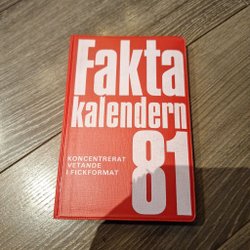 Fakta
kalendern
81
KONCENTRERAT
VETANDE
I FICKFORMAT